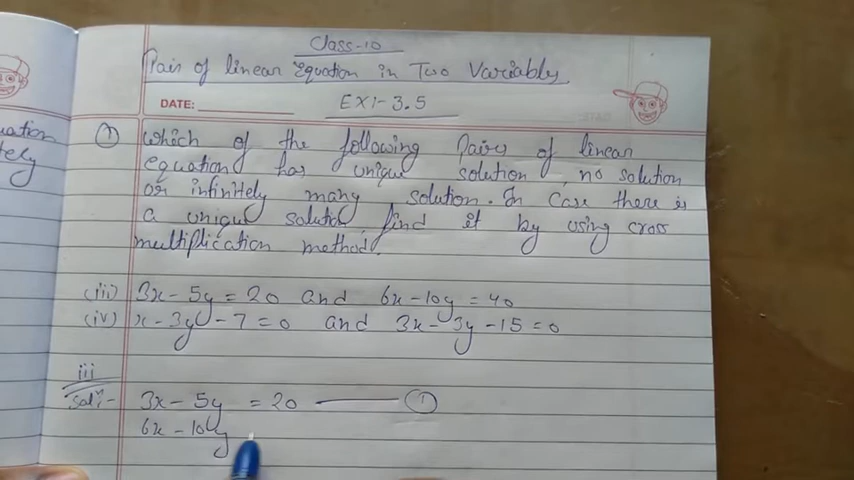 Class-10
Pair of linear Equation in Two Variably
DATE:
EX!-3.5
uation
tely
① Which of the following Pairs of linear
equation has unique solution, no solution
or infinitely many solution. In Case there is
a unique solution find it by using cross
multiplication method.
(iii) 3x-5y=20 and 6x-10y=40
(iv) x-3y-7=0 and 3x-3y-15=0
iii
Sol:- 3x-5y = 20 —— ①
6x-10y